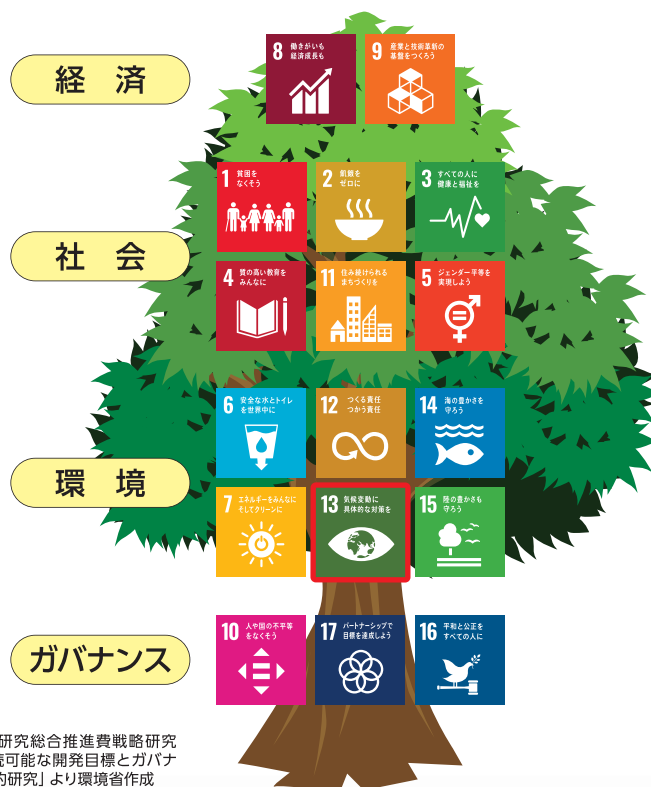 経 済
8 働きがいも
経済成長も
9 産業と技術革新の
基盤をつくろう
社 会
1 貧困を
なくそう
2 飢餓を
ゼロに
3 すべての人に
健康と福祉を
4 質の高い教育を
みんなに
11 住み続けられる
まちづくりを
5 ジェンダー平等を
実現しよう
環 境
6 安全な水とトイレ
を世界中に
12 つくる責任
つかう責任
14 海の豊かさを
守ろう
7 エネルギーをみんなに
そしてクリーンに
13 気候変動に
具体的な対策を
15 陸の豊かさも
守ろう
ガバナンス
10 人や国の不平等
をなくそう
17 パートナーシップで
目標を達成しよう
16 平和と公正を
すべての人に
研究総合推進費戦略研究
続可能な開発目標とガバナ
的研究」より環境省作成